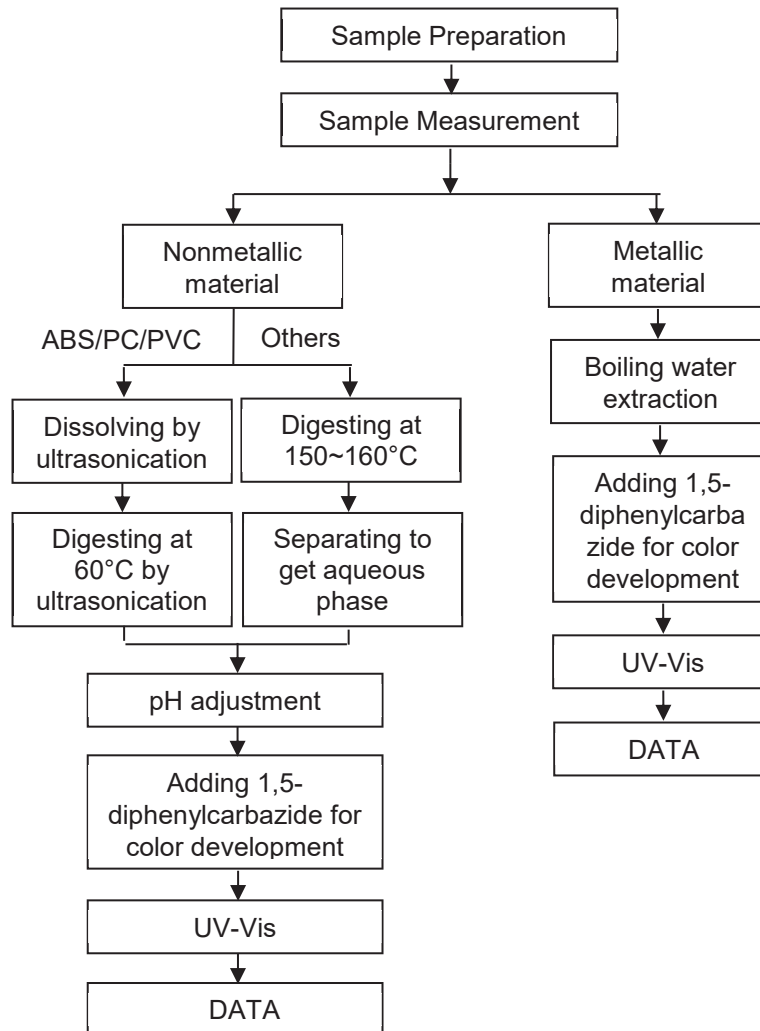 Sample Preparation
Sample Measurement
Nonmetallic
material
ABS/PC/PVC
Others
Dissolving by
ultrasonication
Digesting at
150~160°C
Digesting at
60°C by
ultrasonication
Separating to
get aqueous
phase
pH adjustment
Adding 1,5-
diphenylcarbazide for
color development
UV-Vis
DATA
Metallic
material
Boiling water
extraction
Adding 1,5-
diphenylcarba
zide for color
development
UV-Vis
DATA